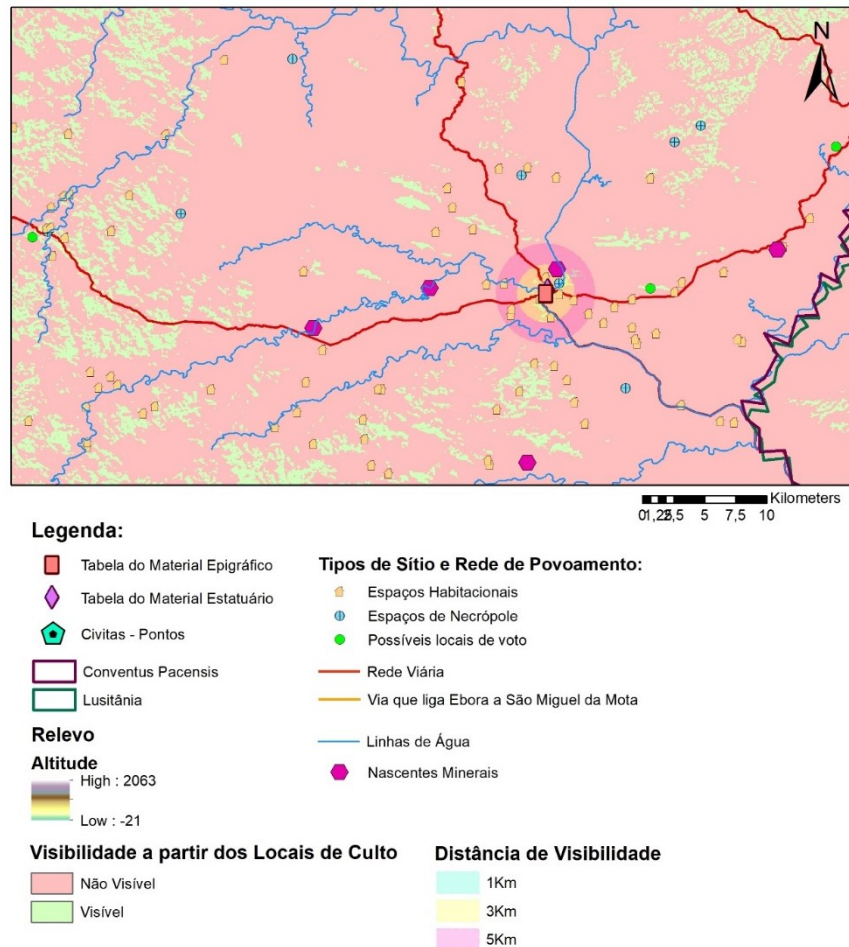 N
Kilometers
0 1,25 2,5 5 7,5 10
Legenda:
Tabela do Material Epigráfico
Tabela do Material Estatuário
Civitas - Pontos
Conventus Pacensis
Lusitânia
Relevo
Altitude
High : 2063
Low : -21
Tipos de Sítio e Rede de Povoamento:
Espaços Habitacionais
Espaços de Necrópole
Possíveis locais de voto
Rede Viária
Via que liga Ebora a São Miguel da Mota
Linhas de Água
Nascentes Minerais
Visibilidade a partir dos Locais de Culto
Não Visível
Visível
Distância de Visibilidade
1Km
3Km
5Km